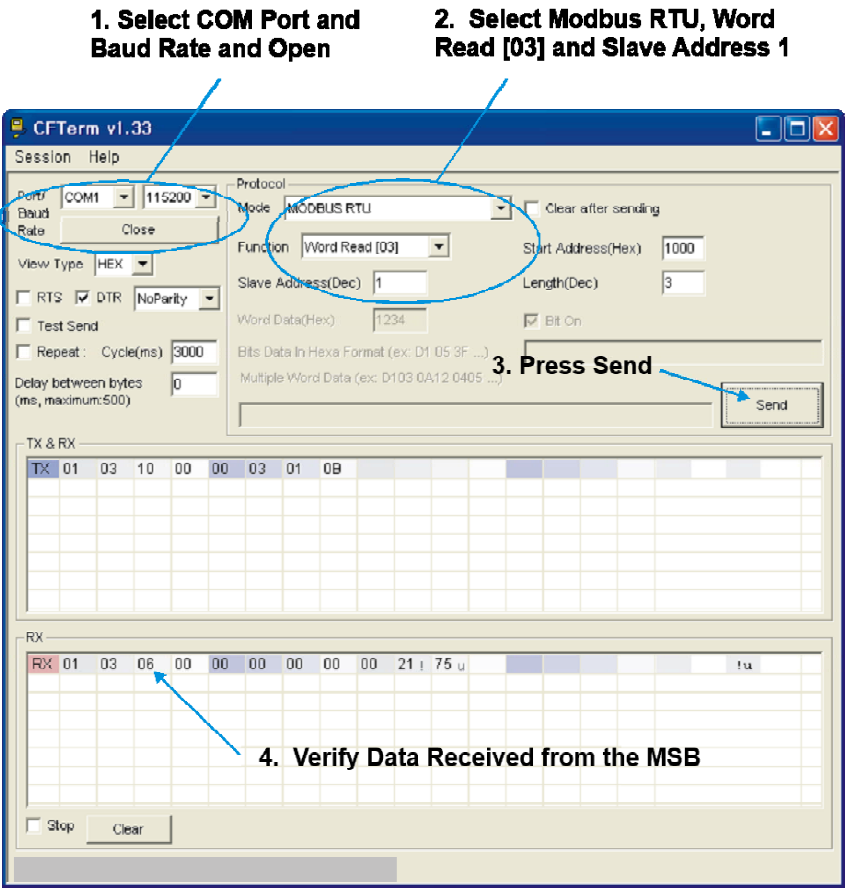 1. Select COM Port and
Baud Rate and Open
2. Select Modbus RTU, Word
Read [03] and Slave Address 1
CFTerm v1.33
Session Help
Port/
Baud
Rate
COM1 115200
Close
View Type HEX
RTS DTR NoParity
Test Send
Repeat: Cycle(ms) 3000
Delay between bytes
(ms, maximum:500)
0
Protocol
Mode MODBUS RTU Clear after sending
Function Word Read [03] Start Address(Hex) 1000
Slave Address(Dec) 1 Length(Dec) 3
Word Data(Hex) 1234 Bit On
Bits Data In Hexa Format (ex: D1 05 3F ...)
3. Press Send
Multiple Word Data (ex: D103 0A12 0405 ...)
Send
TX & RX
TX 01 03 10 00 00 03 01 0B
RX
RX 01 03 06 00 00 00 00 00 00 21 ! 75 u !u
4. Verify Data Received from the MSB
Stop Clear